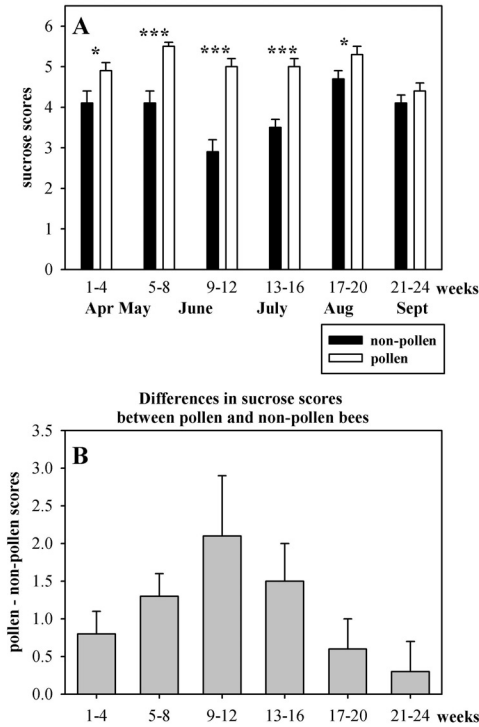 A
* *** *** *** *
6
5
4
3
2
1
0
sucrose scores
1-4 5-8 9-12 13-16 17-20 21-24 weeks
Apr May June July Aug Sept
non-pollen
pollen
Differences in sucrose scores
between pollen and non-pollen bees
B
3.5
3.0
2.5
2.0
1.5
1.0
0.5
0.0
pollen - non-pollen scores
1-4 5-8 9-12 13-16 17-20 21-24 weeks